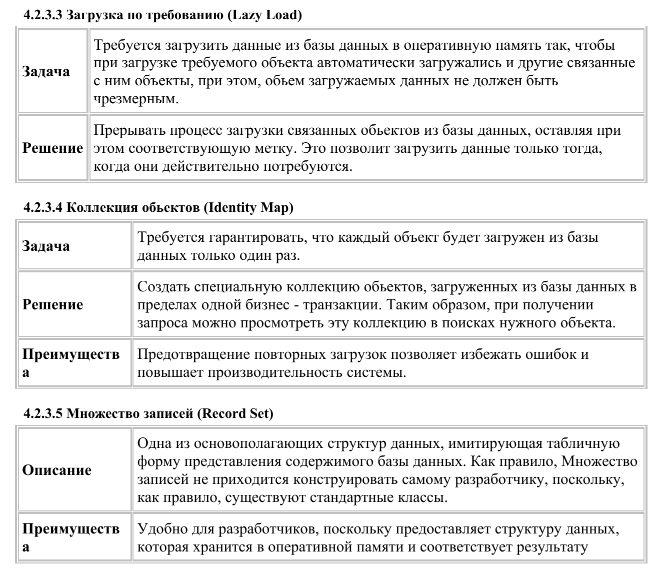 4.2.3.3 Загрузка по требованию (Lazy Load)
Задача
Требуется загрузить данные из базы данных в оперативную память так, чтобы
при загрузке требуемого объекта автоматически загружались и другие связанные
с ним объекты, при этом, обьем загружаемых данных не должен быть
чрезмерным.
Решение
Прерывать процесс загрузки связанных обьектов из базы данных, оставляя при
этом соответствующую метку. Это позволит загрузить данные только тогда,
когда они действительно потребуются.
4.2.3.4 Коллекция обьектов (Identity Map)
Задача
Требуется гарантировать, что каждый объект будет загружен из базы
данных только один раз.
Решение
Создать специальную коллекцию обьектов, загруженных из базы данных в
пределах одной бизнес - транзакции. Таким образом, при получении
запроса можно просмотреть эту коллекцию в поисках нужного объекта.
Преимуществ
а
Предотвращение повторных загрузок позволяет избежать ошибок и
повышает производительность системы.
4.2.3.5 Множество записей (Record Set)
Описание
Одна из основополагающих структур данных, имитирующая табличную
форму представления содержимого базы данных. Как правило, Множество
записей не приходится конструировать самому разработчику, поскольку,
как правило, существуют стандартные классы.
Преимуществ
а
Удобно для разработчиков, поскольку предоставляет структуру данных,
которая хранится в оперативной памяти и соответствует результату